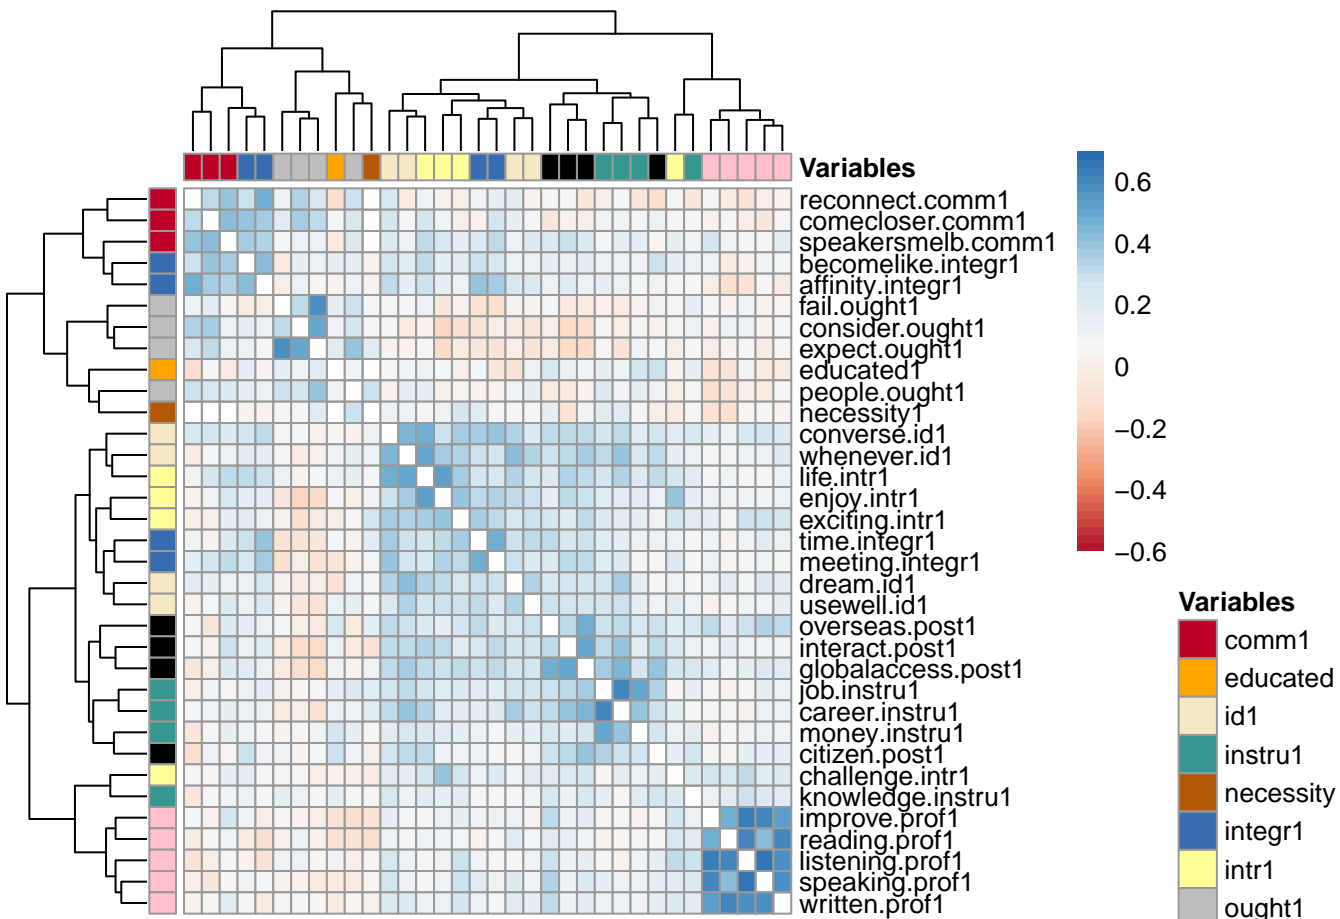 Variables
reconnect.comm1
comecloser.comm1
speakersmelb.comm1
becomelike.integr1
affinity.integr1
fail.ought1
consider.ought1
expect.ought1
educated1
people.ought1
necessity1
converse.id1
whenever.id1
life.intr1
enjoy.intr1
exciting.intr1
time.integr1
meeting.integr1
dream.id1
usewell.id1
overseas.post1
interact.post1
globalaccess.post1
job.instru1
career.instru1
money.instru1
citizen.post1
challenge.intr1
knowledge.instru1
improve.prof1
reading.prof1
listening.prof1
speaking.prof1
written.prof1
0.6
0.4
0.2
0
−0.2
−0.4
−0.6
Variables
comm1
educated
id1
instru1
necessity
integr1
intr1
ought1